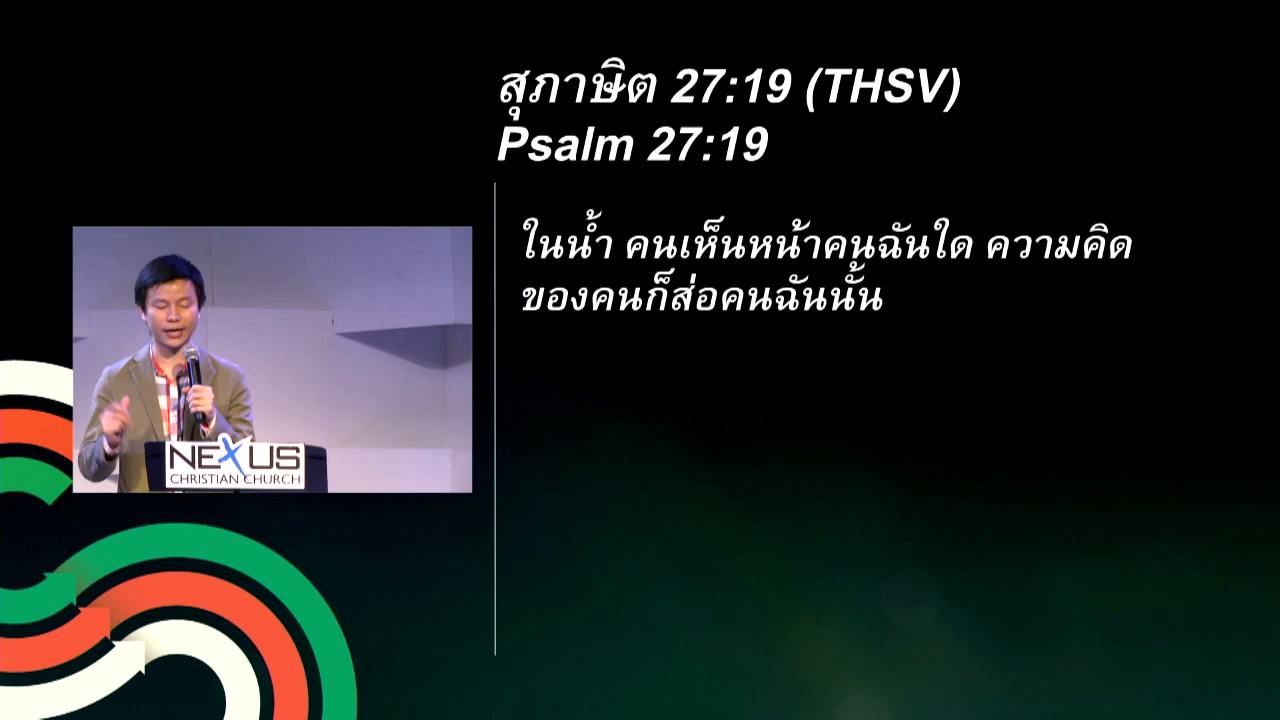 สุภาษิต 27:19 (THSV)
Psalm 27:19
ในน้ำ คนเห็นหน้าคนฉันใด ความคิด
ของคนก็ส่อคนฉันนั้น
NEXUS
CHRISTIAN CHURCH